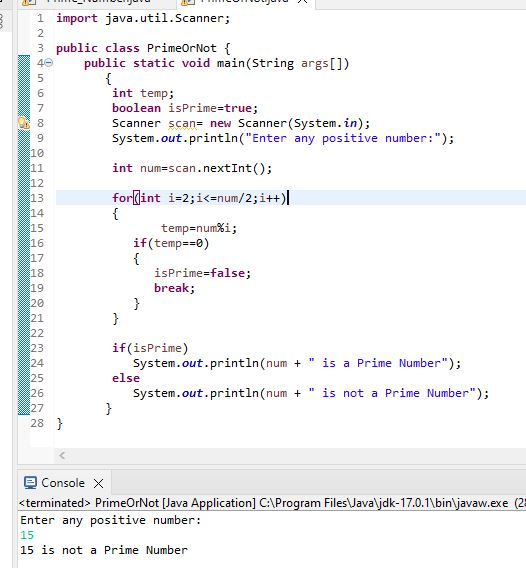 1 import java.util.Scanner;
2
3 public class PrimeOrNot {
4 public static void main(String args[])
5 {
6 int temp;
7 boolean isPrime=true;
8 Scanner scan= new Scanner(System.in);
9 System.out.println("Enter any positive number:");
10
11 int num=scan.nextInt();
12
13 for(int i=2;i<=num/2;i++)
14 {
15 temp=num%i;
16 if(temp==0)
17 {
18 isPrime=false;
19 break;
20 }
21 }
22
23 if(isPrime)
24 System.out.println(num + " is a Prime Number");
25 else
26 System.out.println(num + " is not a Prime Number");
27 }
28 }
Console
<terminated> PrimeOrNot [Java Application] C:\Program Files\Java\jdk-17.0.1\bin\javaw.exe
Enter any positive number:
15
15 is not a Prime Number